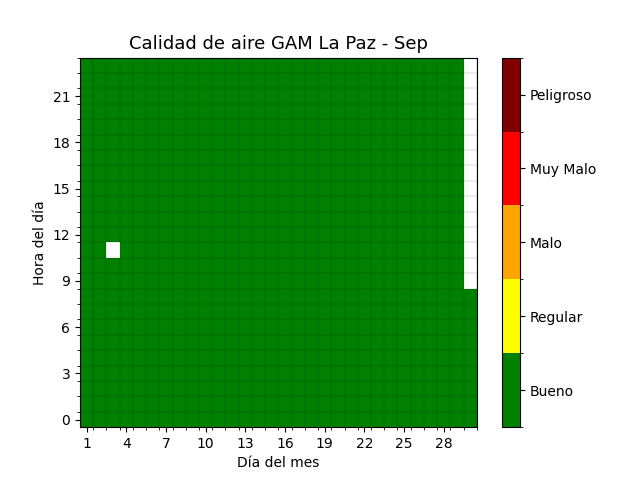 Calidad de aire GAM La Paz - Sep
Hora del día
21
18
15
12
9
6
3
0
1 4 7 10 13 16 19 22 25 28
Día del mes
Peligroso
Muy Malo
Malo
Regular
Bueno